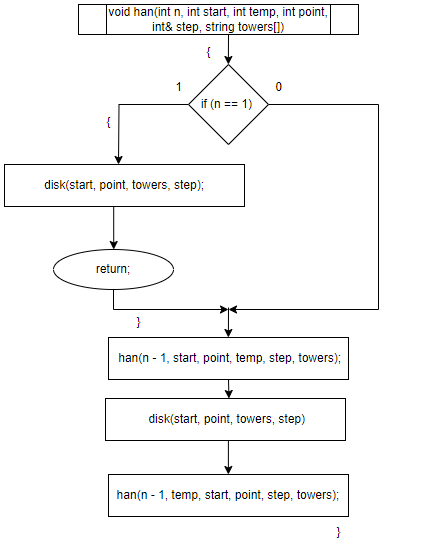 void han(int n, int start, int temp, int point,
int& step, string towers[])
{
1
0
if (n == 1)
{
disk(start, point, towers, step);
return;
}
han(n - 1, start, point, temp, step, towers);
disk(start, point, towers, step)
han(n - 1, temp, start, point, step, towers);
}